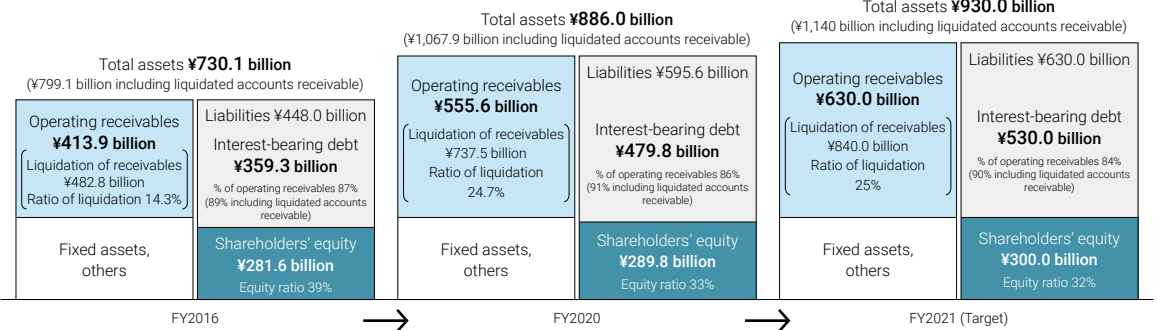 Total assets ¥730.1 billion
(¥799.1 billion including liquidated accounts receivable)
Operating receivables
¥413.9 billion
Liquidation of receivables
¥482.8 billion
Ratio of liquidation 14.3%
Fixed assets,
others
Liabilities ¥448.0 billion
Interest-bearing debt
¥359.3 billion
% of operating receivables 87%
(89% including liquidated accounts
receivable)
Shareholders' equity
¥281.6 billion
Equity ratio 39%
FY2016
Total assets ¥886.0 billion
(¥1,067.9 billion including liquidated accounts receivable)
Operating receivables
¥555.6 billion
Liquidation of receivables
¥737.5 billion
Ratio of liquidation
24.7%
Fixed assets,
others
Liabilities ¥595.6 billion
Interest-bearing debt
¥479.8 billion
% of operating receivables 86%
(91% including liquidated accounts
receivable)
Shareholders' equity
¥289.8 billion
Equity ratio 33%
FY2020
Total assets ¥930.0 billion
(¥1,140 billion including liquidated accounts receivable)
Operating receivables
¥630.0 billion
Liquidation of receivables
¥840.0 billion
Ratio of liquidation
25%
Fixed assets,
others
Liabilities ¥630.0 billion
Interest-bearing debt
¥530.0 billion
% of operating receivables 84%
(90% including liquidated accounts
receivable)
Shareholders' equity
¥300.0 billion
Equity ratio 32%
FY2021 (Target)